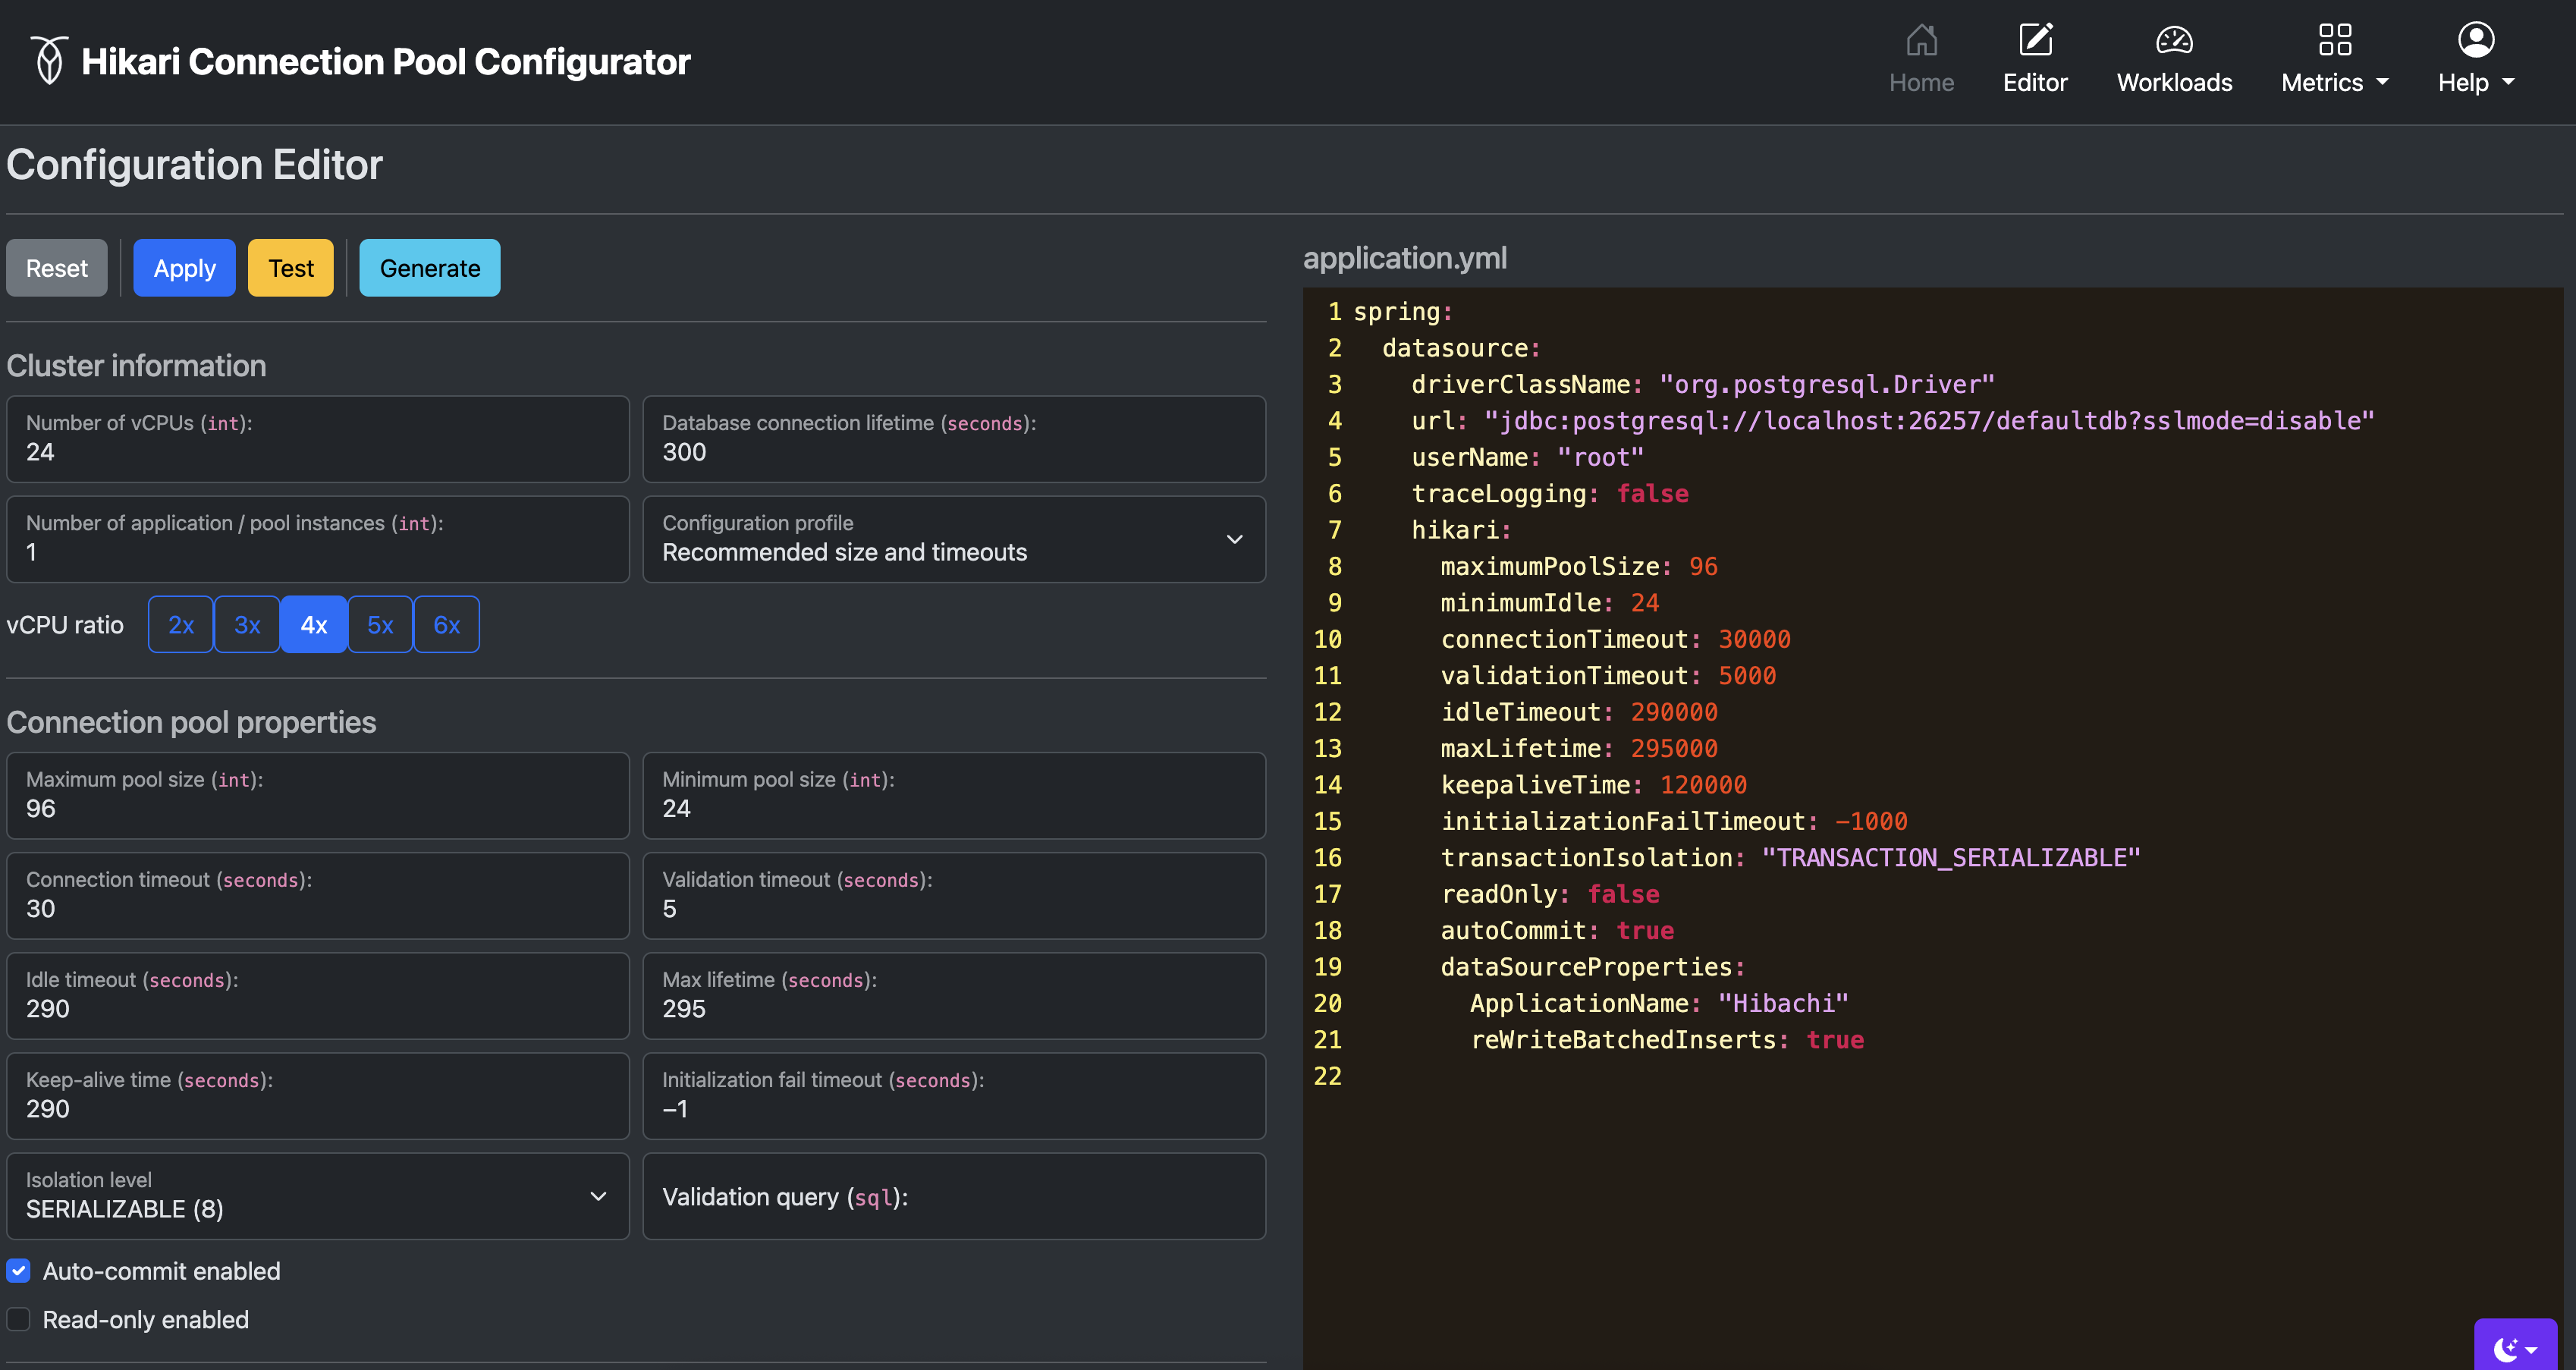 Hikari Connection Pool Configurator
Home
Editor
Workloads
Metrics
Help
Configuration Editor
Reset
Apply
Test
Generate
Cluster information
Number of vCPUs (int):
24
Database connection lifetime (seconds):
300
Number of application / pool instances (int):
1
Configuration profile
Recommended size and timeouts
vCPU ratio
2x
3x
4x
5x
6x
Connection pool properties
Maximum pool size (int):
96
Minimum pool size (int):
24
Connection timeout (seconds):
30
Validation timeout (seconds):
5
Idle timeout (seconds):
290
Max lifetime (seconds):
295
Keep-alive time (seconds):
290
Initialization fail timeout (seconds):
–1
Isolation level
SERIALIZABLE (8)
Validation query (sql):
Auto-commit enabled
Read-only enabled
application.yml
1 spring:
2 datasource:
3 driverClassName: "org.postgresql.Driver"
4 url: "jdbc:postgresql://localhost:26257/defaultdb?sslmode=disable"
5 userName: "root"
6 traceLogging: false
7 hikari:
8 maximumPoolSize: 96
9 minimumIdle: 24
10 connectionTimeout: 30000
11 validationTimeout: 5000
12 idleTimeout: 290000
13 maxLifetime: 295000
14 keepaliveTime: 120000
15 initializationFailTimeout: -1000
16 transactionIsolation: "TRANSACTION_SERIALIZABLE"
17 readOnly: false
18 autoCommit: true
19 dataSourceProperties:
20 ApplicationName: "Hibachi"
21 reWriteBatchedInserts: true
22